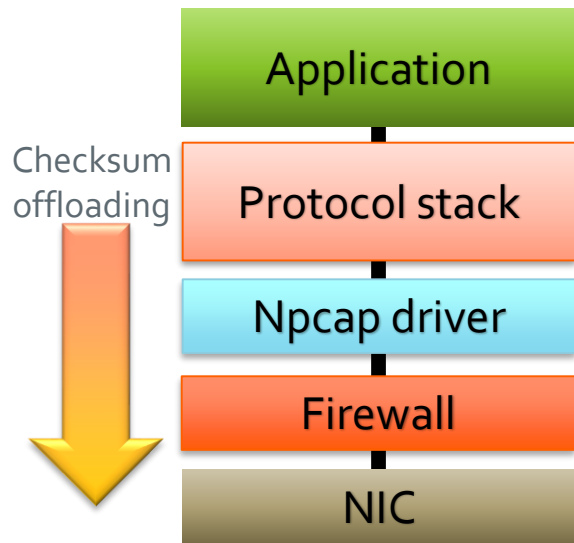 Application
Checksum
offloading
Protocol stack
Npcap driver
Firewall
NIC